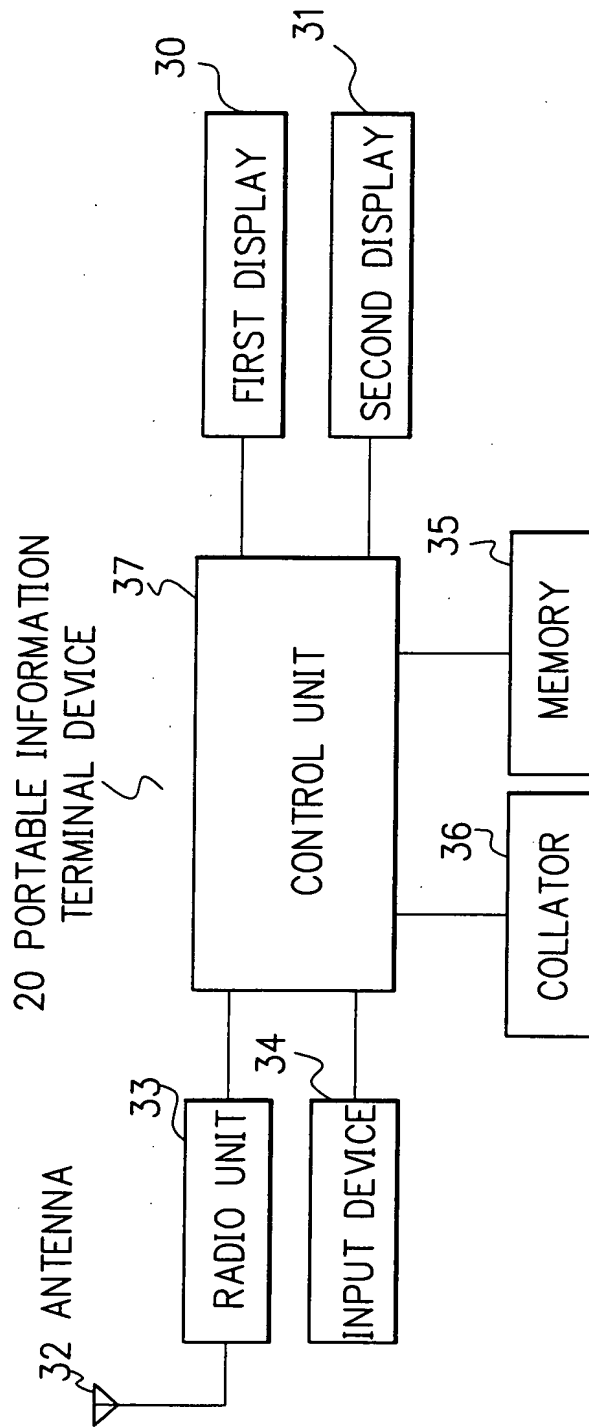 20 PORTABLE INFORMATION
TERMINAL DEVICE
32 ANTENNA
33
RADIO UNIT
34
INPUT DEVICE
37
CONTROL UNIT
36
COLLATOR
35
MEMORY
30
FIRST DISPLAY
31
SECOND DISPLAY